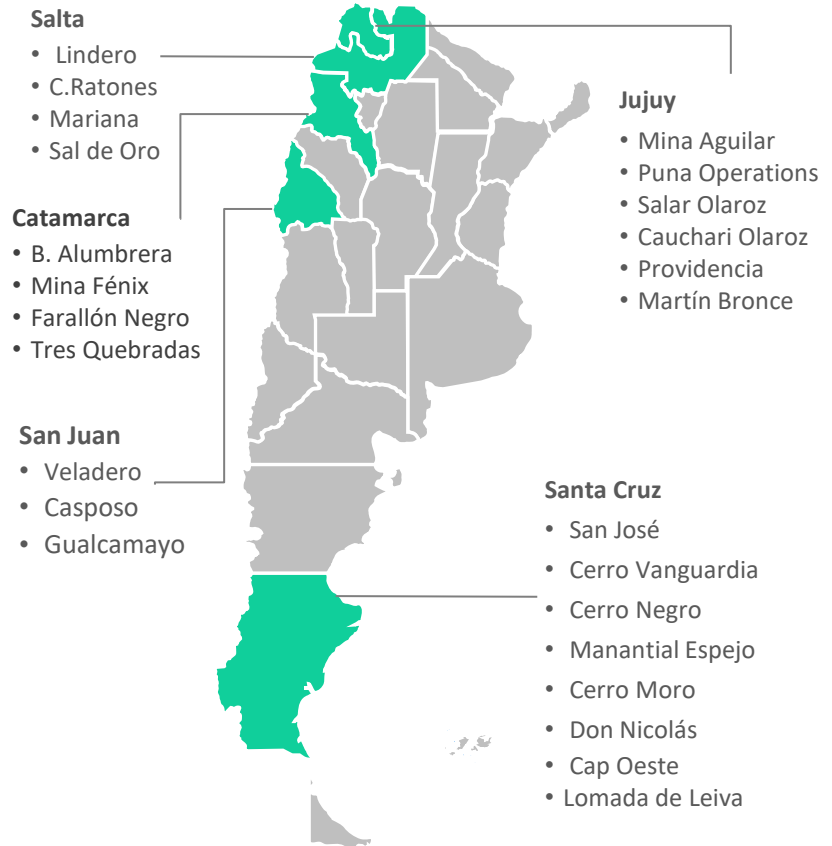 Salta
• Lindero
• C.Ratones
• Mariana
• Sal de Oro
Jujuy
• Mina Aguilar
• Puna Operations
• Salar Olaroz
• Cauchari Olaroz
• Providencia
• Martín Bronce
Catamarca
• B. Alumbrera
• Mina Fénix
• Farallón Negro
• Tres Quebradas
San Juan
• Veladero
• Casposo
• Gualcamayo
Santa Cruz
• San José
• Cerro Vanguardia
• Cerro Negro
• Manantial Espejo
• Cerro Moro
• Don Nicolás
• Cap Oeste
• Lomada de Leiva